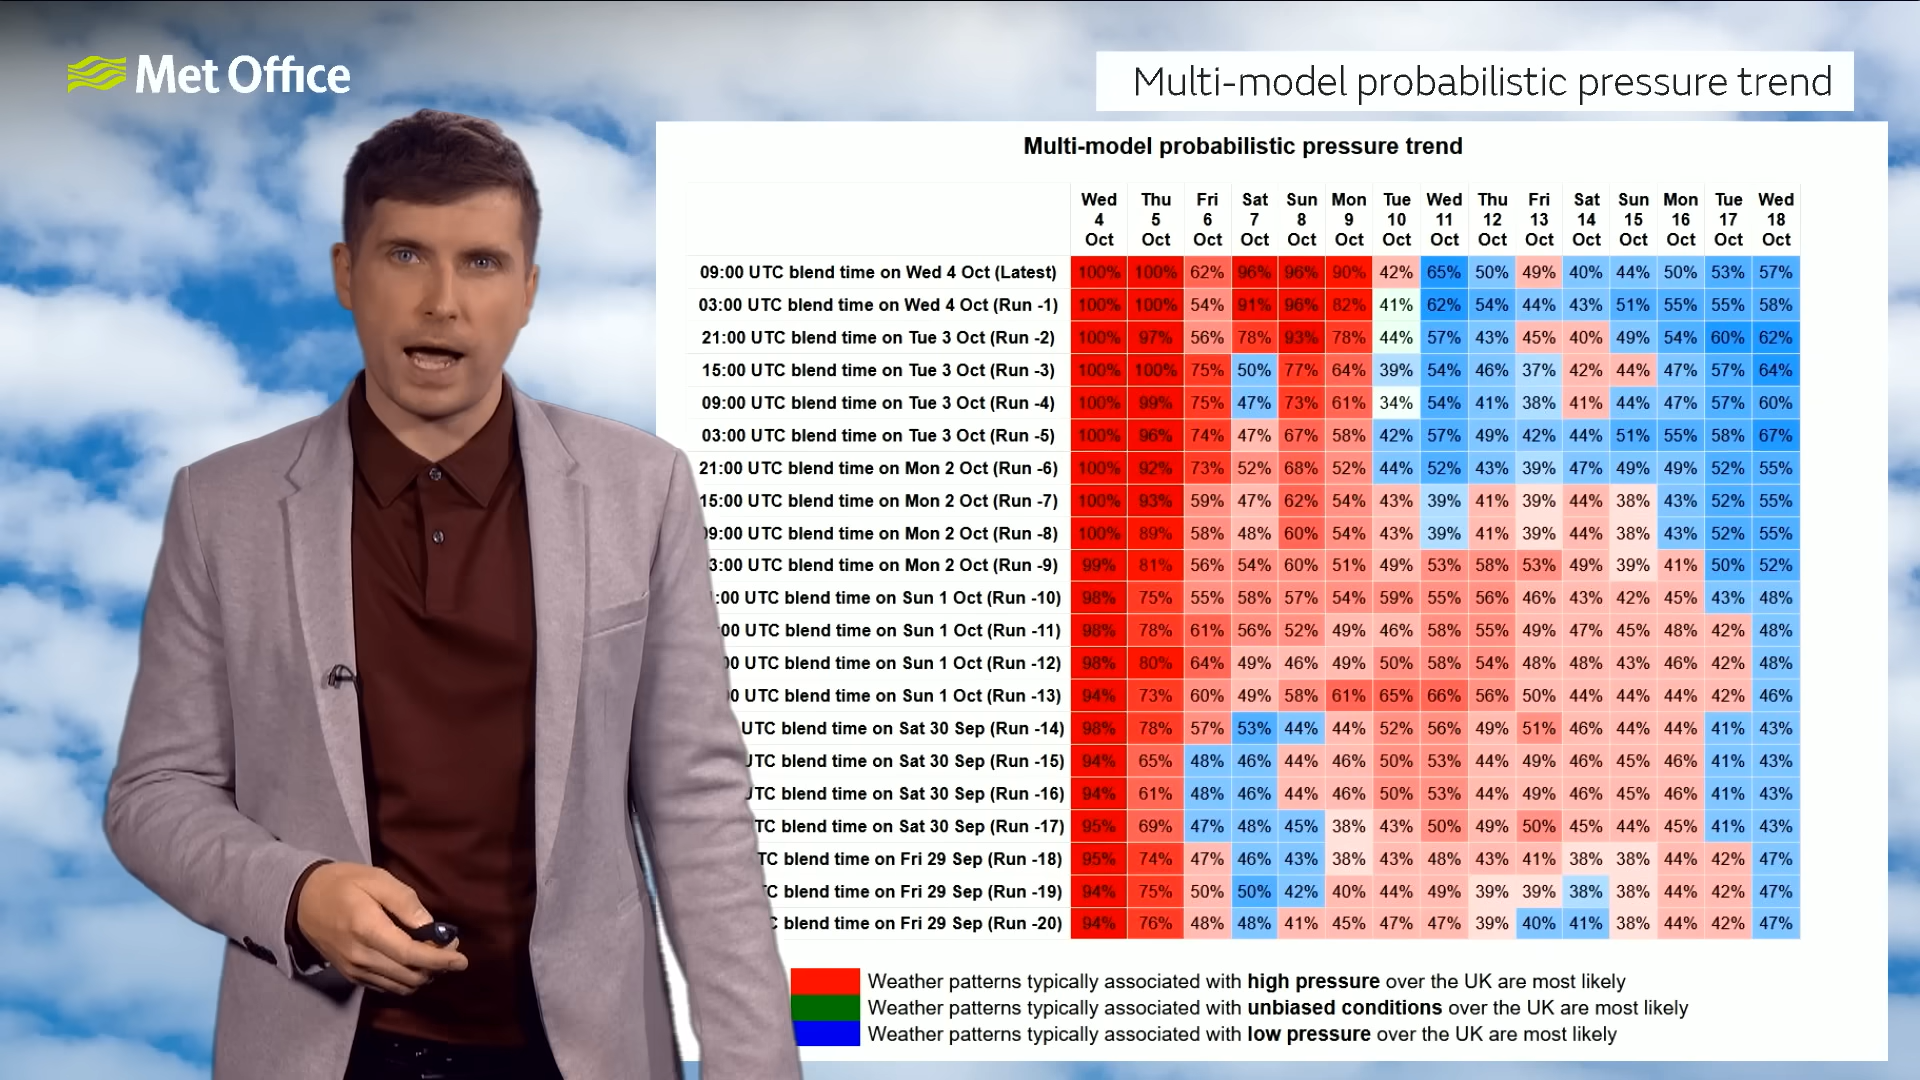 Met Office
Multi-model probabilistic pressure trend
Multi-model probabilistic pressure trend
Wed Thu Fri Sat Sun Mon Tue Wed Thu Fri Sat Sun Mon Tue Wed
4 5 6 7 8 9 10 11 12 13 14 15 16 17 18
Oct Oct Oct Oct Oct Oct Oct Oct Oct Oct Oct Oct Oct Oct Oct
09:00 UTC blend time on Wed 4 Oct (Latest) 100% 100% 62% 96% 96% 90% 42% 65% 50% 49% 40% 44% 50% 53% 57%
03:00 UTC blend time on Wed 4 Oct (Run -1) 100% 100% 54% 91% 96% 82% 41% 62% 54% 44% 43% 51% 55% 55% 58%
21:00 UTC blend time on Tue 3 Oct (Run -2) 100% 97% 56% 78% 93% 78% 44% 57% 43% 45% 40% 49% 54% 60% 62%
15:00 UTC blend time on Tue 3 Oct (Run -3) 100% 100% 75% 50% 77% 64% 39% 54% 46% 37% 42% 44% 47% 57% 64%
09:00 UTC blend time on Tue 3 Oct (Run -4) 100% 99% 75% 47% 73% 61% 34% 54% 41% 38% 41% 44% 47% 57% 60%
03:00 UTC blend time on Tue 3 Oct (Run -5) 100% 96% 74% 47% 67% 58% 42% 57% 49% 42% 44% 51% 55% 58% 67%
21:00 UTC blend time on Mon 2 Oct (Run -6) 100% 92% 73% 52% 68% 52% 44% 52% 43% 39% 47% 49% 49% 52% 55%
15:00 UTC blend time on Mon 2 Oct (Run -7) 100% 93% 59% 47% 62% 54% 43% 39% 41% 39% 44% 38% 43% 52% 55%
09:00 UTC blend time on Mon 2 Oct (Run -8) 100% 89% 58% 48% 60% 54% 43% 39% 41% 39% 44% 38% 43% 52% 55%
3:00 UTC blend time on Mon 2 Oct (Run -9) 99% 81% 56% 54% 60% 51% 49% 53% 58% 53% 49% 39% 41% 50% 52%
:00 UTC blend time on Sun 1 Oct (Run -10) 98% 75% 55% 58% 57% 54% 59% 55% 56% 46% 43% 42% 45% 43% 48%
00 UTC blend time on Sun 1 Oct (Run -11) 98% 78% 61% 56% 52% 49% 46% 58% 55% 49% 47% 45% 48% 42% 48%
0 UTC blend time on Sun 1 Oct (Run -12) 98% 80% 64% 49% 46% 49% 50% 58% 54% 48% 48% 43% 46% 42% 48%
0 UTC blend time on Sun 1 Oct (Run -13) 94% 73% 60% 49% 58% 61% 65% 66% 56% 50% 44% 44% 44% 42% 46%
UTC blend time on Sat 30 Sep (Run -14) 98% 78% 57% 53% 44% 44% 52% 56% 49% 51% 46% 44% 44% 41% 43%
UTC blend time on Sat 30 Sep (Run -15) 94% 65% 48% 46% 44% 46% 50% 53% 44% 49% 46% 45% 46% 41% 43%
TC blend time on Sat 30 Sep (Run -16) 94% 61% 48% 46% 44% 46% 50% 53% 44% 49% 46% 45% 46% 41% 43%
TC blend time on Sat 30 Sep (Run -17) 95% 69% 47% 48% 45% 38% 43% 50% 49% 50% 45% 44% 45% 41% 43%
TC blend time on Fri 29 Sep (Run -18) 95% 74% 47% 46% 43% 38% 43% 48% 43% 41% 38% 38% 44% 42% 47%
C blend time on Fri 29 Sep (Run -19) 94% 75% 50% 50% 42% 40% 44% 49% 39% 39% 38% 38% 44% 42% 47%
C blend time on Fri 29 Sep (Run -20) 94% 76% 48% 48% 41% 45% 47% 47% 39% 40% 41% 38% 44% 42% 47%
Weather patterns typically associated with high pressure over the UK are most likely
Weather patterns typically associated with unbiased conditions over the UK are most likely
Weather patterns typically associated with low pressure over the UK are most likely